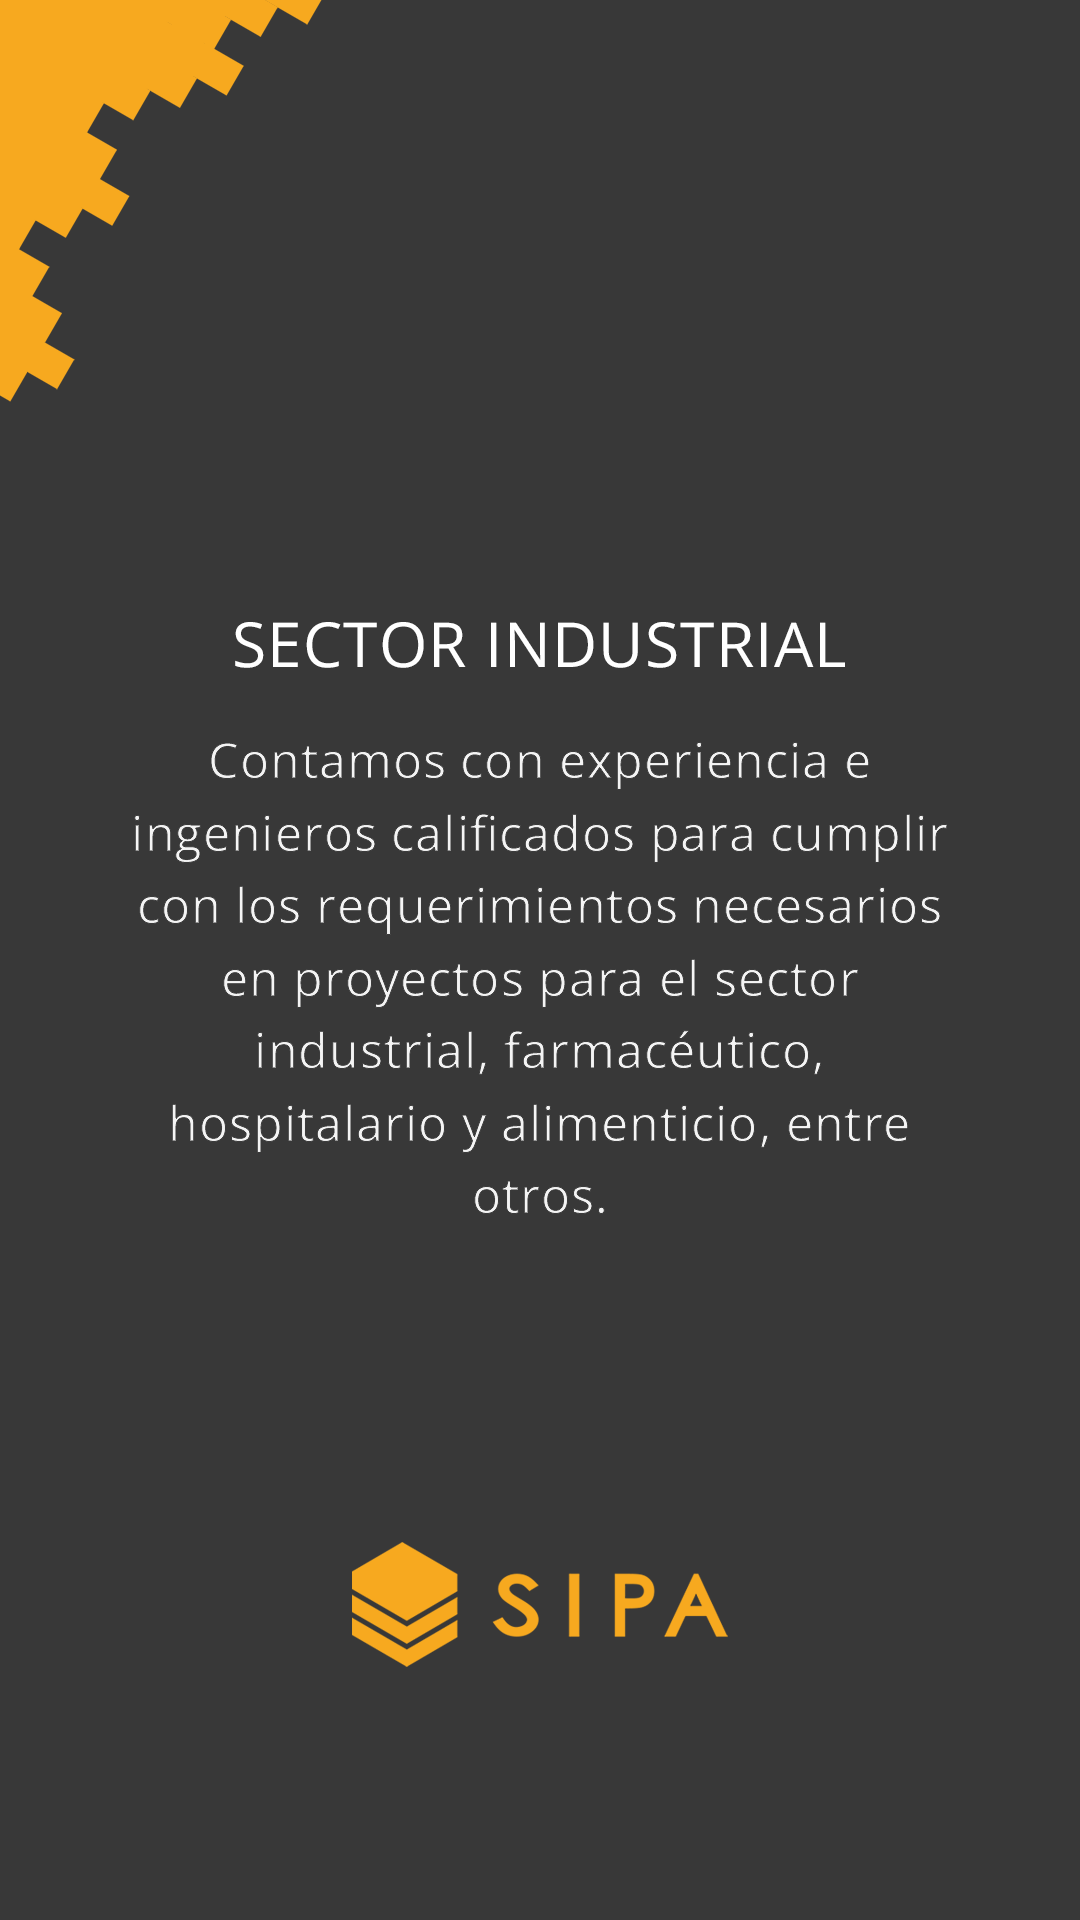 SECTOR INDUSTRIAL
Contamos con experiencia e
ingenieros calificados para cumplir
con los requerimientos necesarios
en proyectos para el sector
industrial, farmacéutico,
hospitalario y alimenticio, entre
otros.
SIPA